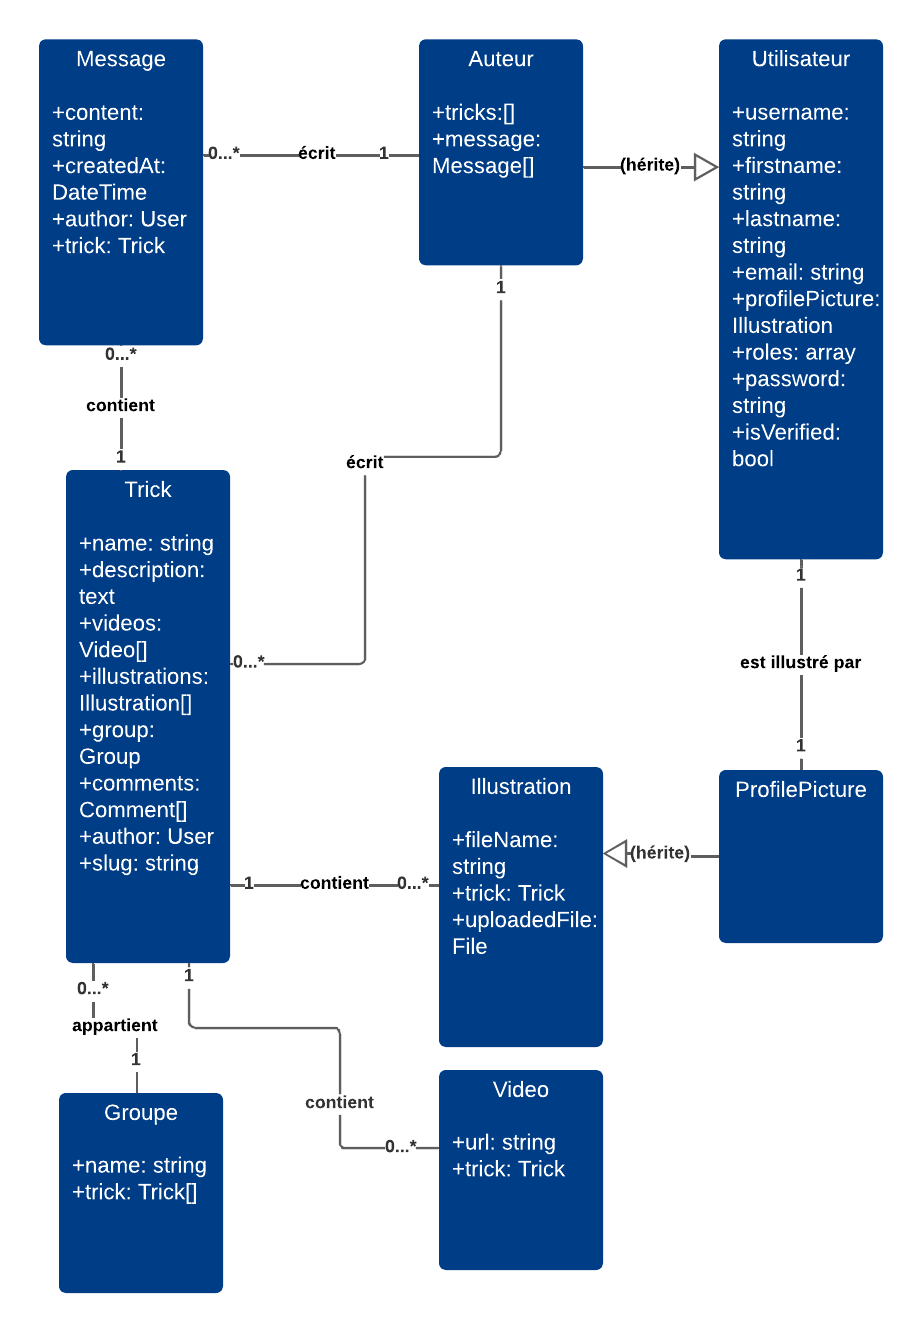 Message
+content:
string
+createdAt:
DateTime
+author: User
+trick: Trick
0...*
écrit
1
Auteur
+tricks:[]
+message:
Message[]
(hérite)
Utilisateur
+username:
string
+firstname:
string
+lastname:
string
+email: string
+profilePicture:
Illustration
+roles: array
+password:
string
+isVerified:
bool
1
écrit
0...*
0...*
contient
1
Trick
+name: string
+description:
text
+videos:
Video[]
+illustrations:
Illustration[]
+group:
Group
+comments:
Comment[]
+author: User
+slug: string
1
est illustré par
1
ProfilePicture
(hérite)
Illustration
+fileName:
string
+trick: Trick
+uploadedFile:
File
1
contient
0...*
0...*
appartient
1
Groupe
+name: string
+trick: Trick[]
1
contient
0...*
Video
+url: string
+trick: Trick